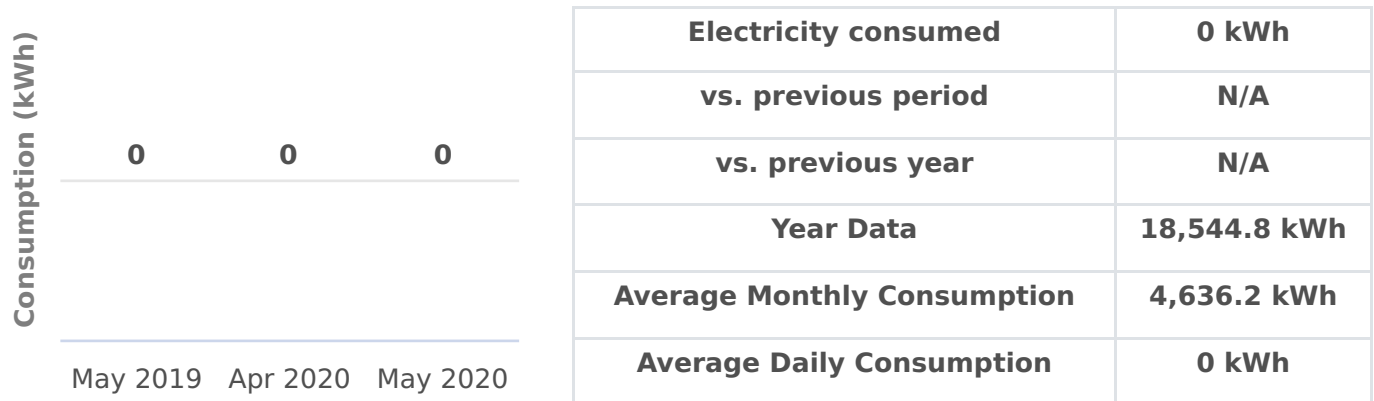 Consumption (kWh)
0 0 0
May 2019 Apr 2020 May 2020
Electricity consumed 0 kWh
vs. previous period N/A
vs. previous year N/A
Year Data 18,544.8 kWh
Average Monthly Consumption 4,636.2 kWh
Average Daily Consumption 0 kWh